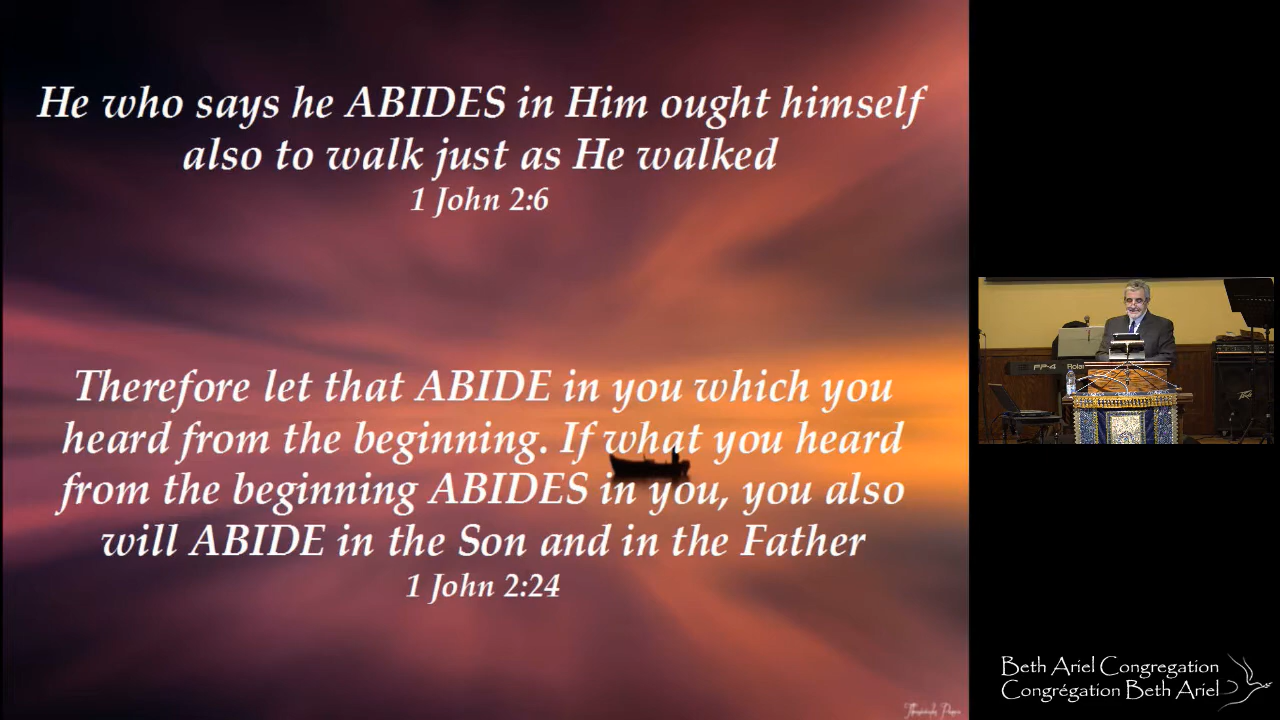 He who says he ABIDES in Him ought himself
also to walk just as He walked
1 John 2:6
Therefore let that ABIDE in you which you
heard from the beginning. If what you heard
from the beginning ABIDES in you, you also
will ABIDE in the Son and in the Father
1 John 2:24
FP-4 Roland
Beth Ariel Congregation
Congrégation Beth Ariel